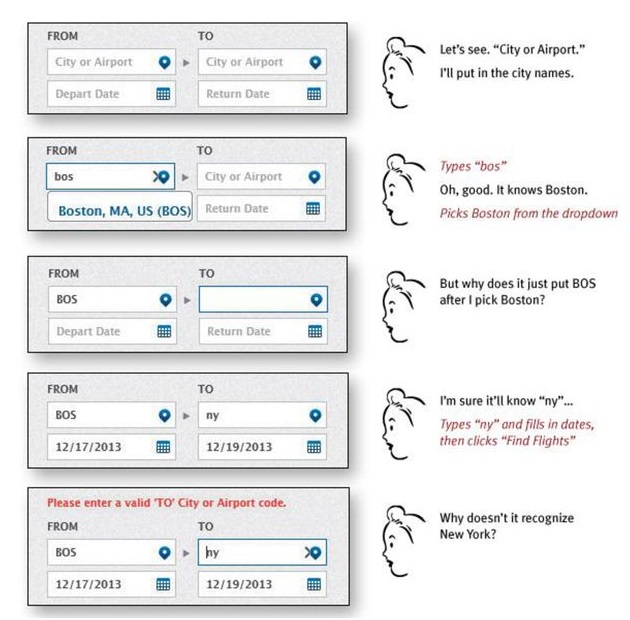 FROM TO
City or Airport City or Airport
Depart Date Return Date
Let's see. “City or Airport.”
I'll put in the city names.
FROM TO
bos City or Airport
Boston, MA, US (BOS) Return Date
Types “bos”
Oh, good. It knows Boston.
Picks Boston from the dropdown
FROM TO
BOS
Depart Date Return Date
But why does it just put BOS
after I pick Boston?
FROM TO
BOS ny
12/17/2013 12/19/2013
I'm sure it'll know “ny”...
Types “ny” and fills in dates,
then clicks “Find Flights”
Please enter a valid 'TO' City or Airport code.
FROM TO
BOS ny
12/17/2013 12/19/2013
Why doesn't it recognize
New York?